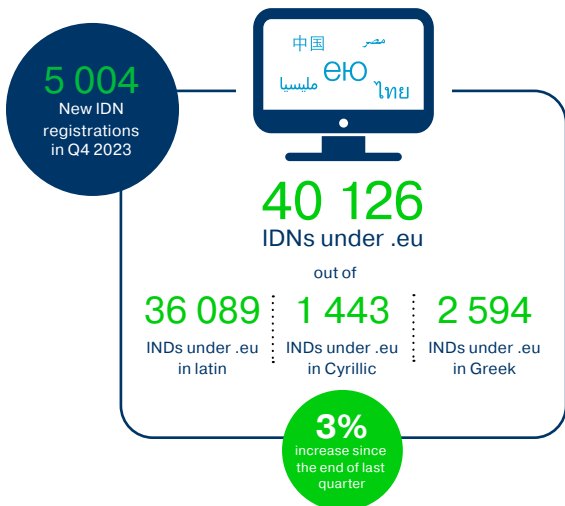 5 004
New IDN
registrations
in Q4 2023
中国
مصر
ею
مليسيا
ไทย
40 126
IDNs under .eu
out of
36 089
INDs under .eu
in latin
1 443
INDs under .eu
in Cyrillic
2 594
INDs under .eu
in Greek
3%
increase since
the end of last
quarter